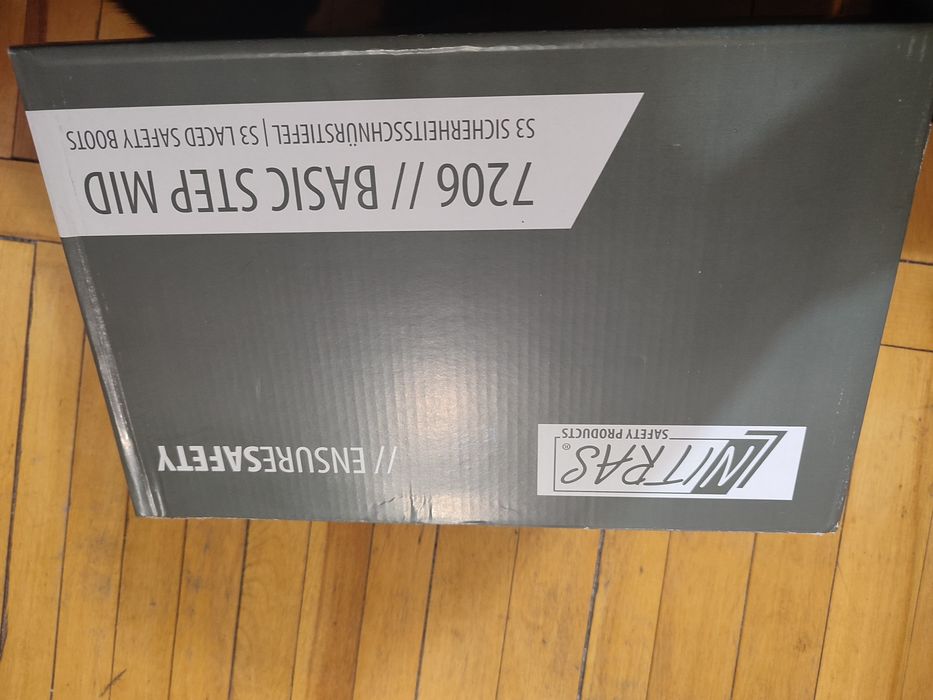 NITRAS®
SAFETY PRODUCTS
// ENSURESAFETY
7206 // BASIC STEP MID
S3 SICHERHEITSSCHNÜRSTIEFEL | S3 LACED SAFETY BOOTS